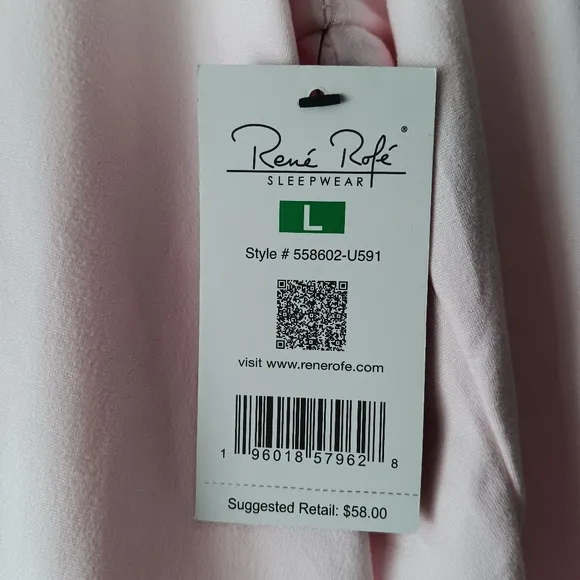 René Rofé®
SLEEPWEAR
L
Style # 558602-U591
visit www.renerofe.com
1 96018 57962 8
Suggested Retail: $58.00